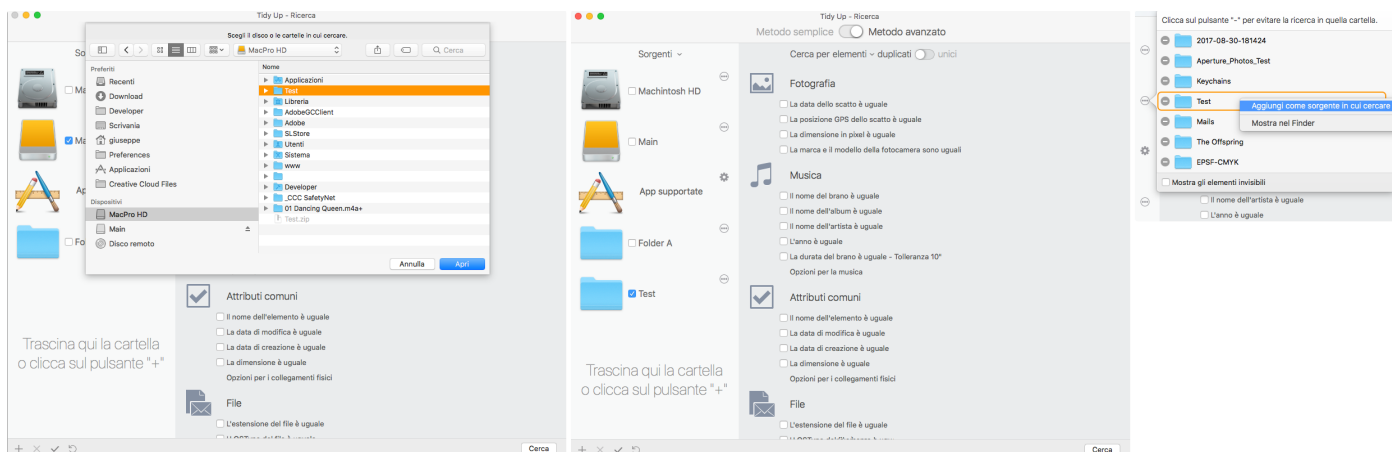 Tidy Up - Ricerca
Scegli il disco o le cartelle in cui cercare.
MacPro HD
Cerca
So
Preferiti
Recenti
Download
Developer
Scrivania
giuseppe
Preferences
Applicazioni
Creative Cloud Files
Dispositivi
MacPro HD
Main
Disco remoto
Nome
Applicazioni
Test
Libreria
AdobeGCClient
Adobe
SLStore
Utenti
Sistema
www
Developer
_CCC SafetyNet
01 Dancing Queen.m4a+
Test.zip
Annulla
Apri
Ma
Ma
Ap
Fo
Attributi comuni
Il nome dell'elemento è uguale
La data di modifica è uguale
La data di creazione è uguale
La dimensione è uguale
Opzioni per i collegamenti fisici
File
L'estensione del file è uguale
Trascina qui la cartella
o clicca sul pulsante "+"
Cerca
Tidy Up - Ricerca
Metodo semplice Metodo avanzato
Sorgenti
Cerca per elementi duplicati unici
Machintosh HD
Main
App supportate
Folder A
Test
Trascina qui la cartella
o clicca sul pulsante "+"
Fotografia
La data dello scatto è uguale
La posizione GPS dello scatto è uguale
La dimensione in pixel è uguale
La marca e il modello della fotocamera sono uguali
Musica
Il nome del brano è uguale
Il nome dell'album è uguale
Il nome dell'artista è uguale
L'anno è uguale
La durata del brano è uguale - Tolleranza 10"
Opzioni per la musica
Attributi comuni
Il nome dell'elemento è uguale
La data di modifica è uguale
La data di creazione è uguale
La dimensione è uguale
Opzioni per i collegamenti fisici
File
L'estensione del file è uguale
Cerca
Clicca sul pulsante "-" per evitare la ricerca in quella cartella.
2017-08-30-181424
Aperture_Photos_Test
Keychains
Test
Aggiungi come sorgente in cui cercare
Mostra nel Finder
Mails
The Offspring
EPSF-CMYK
Mostra gli elementi invisibili
Il nome dell'artista è uguale
L'anno è uguale